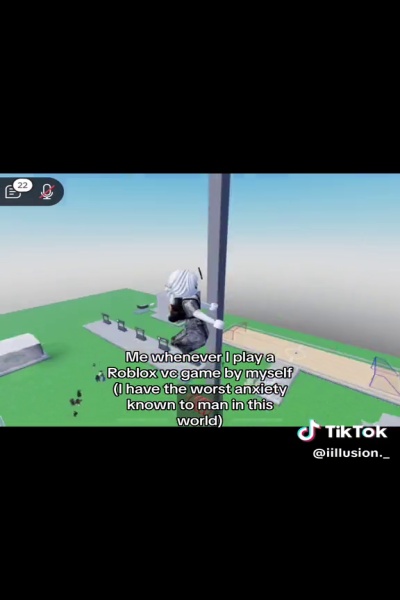 22
Me whenever I play a
Roblox vc game by myself
(I have the worst anxiety
known to man in this
world)
TikTok
@iillusion._